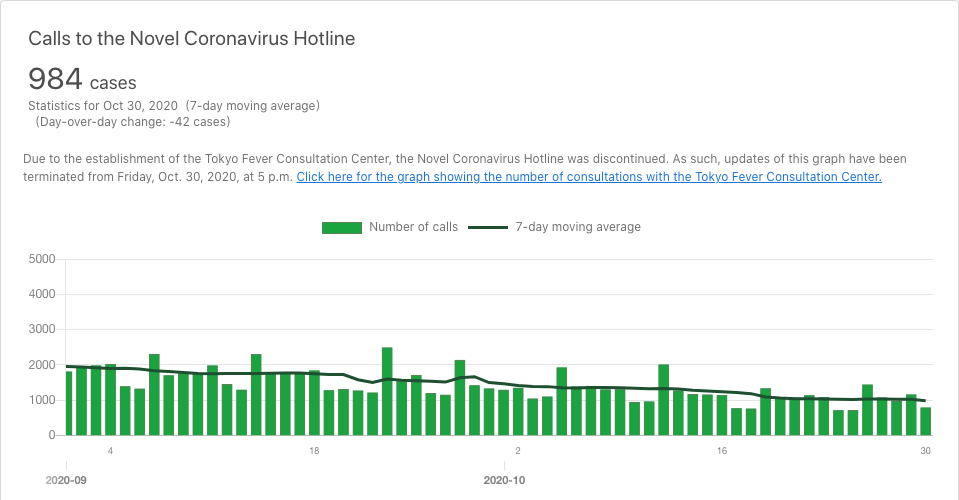 Calls to the Novel Coronavirus Hotline
984 cases
Statistics for Oct 30, 2020 (7-day moving average)
(Day-over-day change: -42 cases)
Due to the establishment of the Tokyo Fever Consultation Center, the Novel Coronavirus Hotline was discontinued. As such, updates of this graph have been
terminated from Friday, Oct. 30, 2020, at 5 p.m. Click here for the graph showing the number of consultations with the Tokyo Fever Consultation Center.
Number of calls 7-day moving average
5000
4000
3000
2000
1000
0
4 18 2 16 30
2020-09 2020-10